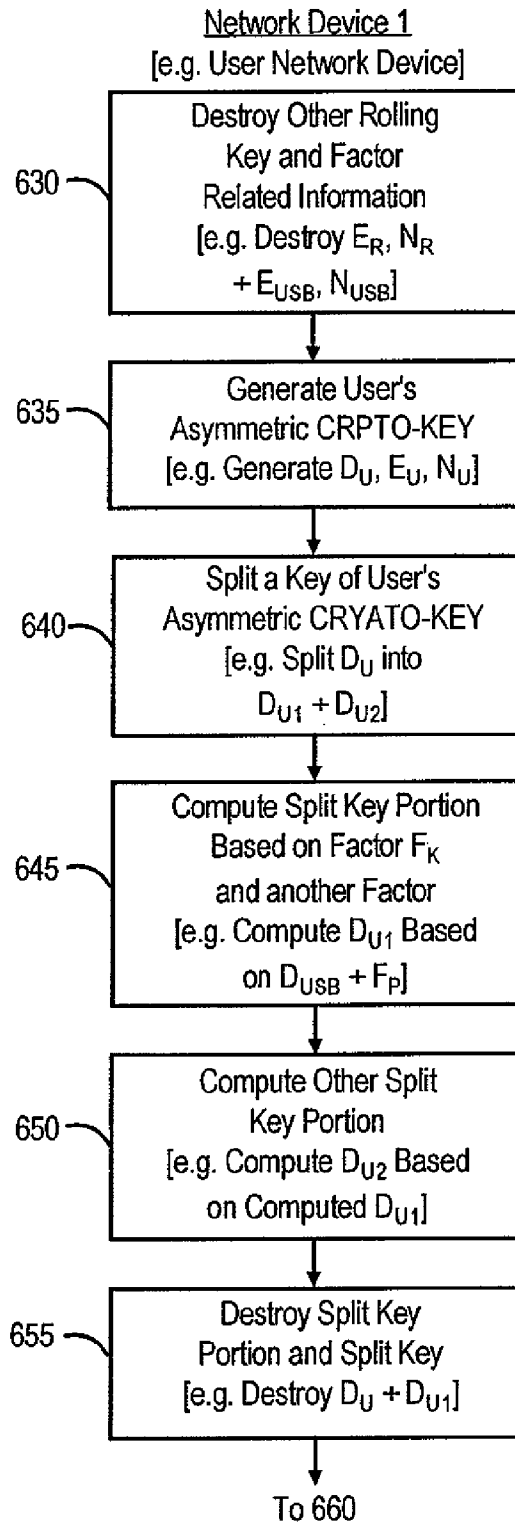 Network Device 1
[e.g. User Network Device]
630
Destroy Other Rolling
Key and Factor
Related Information
[e.g. Destroy E_R, N_R
+ E_USB, N_USB]
635
Generate User's
Asymmetric CRPTO-KEY
[e.g. Generate D_U, E_U, N_U]
640
Split a Key of User's
Asymmetric CRYATO-KEY
[e.g. Split D_U into
D_U1 + D_U2]
645
Compute Split Key Portion
Based on Factor F_K
and another Factor
[e.g. Compute D_U1 Based
on D_USB + F_P]
650
Compute Other Split
Key Portion
[e.g. Compute D_U2 Based
on Computed D_U1]
655
Destroy Split Key
Portion and Split Key
[e.g. Destroy D_U + D_U1]
To 660